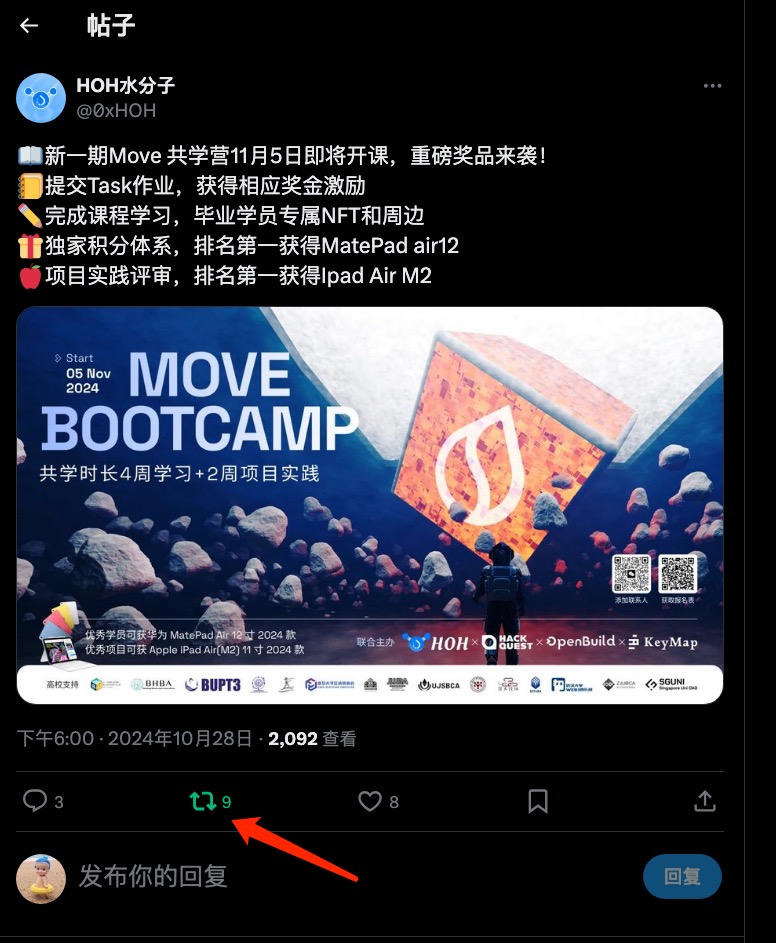 帖子
HOH水分子
@0xHOH
📖新一期Move 共学营11月5日即将开课，重磅奖品来袭！
📒提交Task作业，获得相应奖金激励
✏️完成课程学习，毕业学员专属NFT和周边
🎁独家积分体系，排名第一获得MatePad air12
🍎项目实践评审，排名第一获得Ipad Air M2
Start
05 Nov
2024
MOVE
BOOTCAMP
共学时长4周学习+2周项目实践
添加联系人
获取报名表
优秀学员可获华为 MatePad Air 12 寸 2024 款
优秀项目可获 Apple iPad Air(M2) 11 寸 2024 款
联合主办
HOH × HACK QUEST × OpenBuild × KeyMap
高校支持
BHBA
BUPT3
UJSBCA
SGUNI
Singapore Uni DAO
下午6:00 · 2024年10月28日 · 2,092 查看
3
9
8
发布你的回复
回复